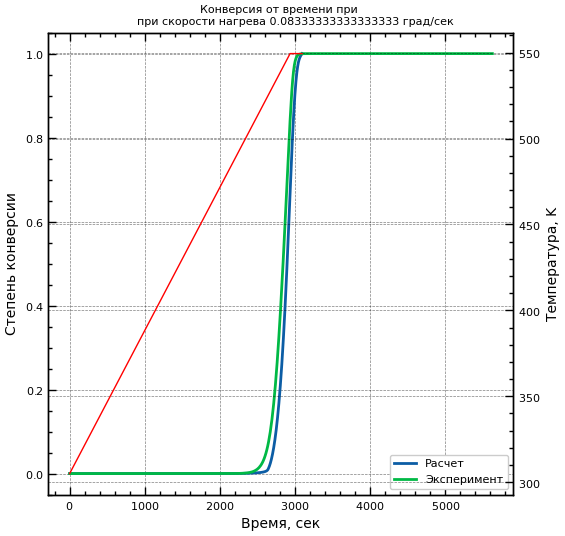 Конверсия от времени при
при скорости нагрева 0.08333333333333333 град/сек
1.0
0.8
0.6
0.4
0.2
0.0
Степень конверсии
550
500
450
400
350
300
Температура, К
Расчет
Эксперимент
0 1000 2000 3000 4000 5000
Время, сек